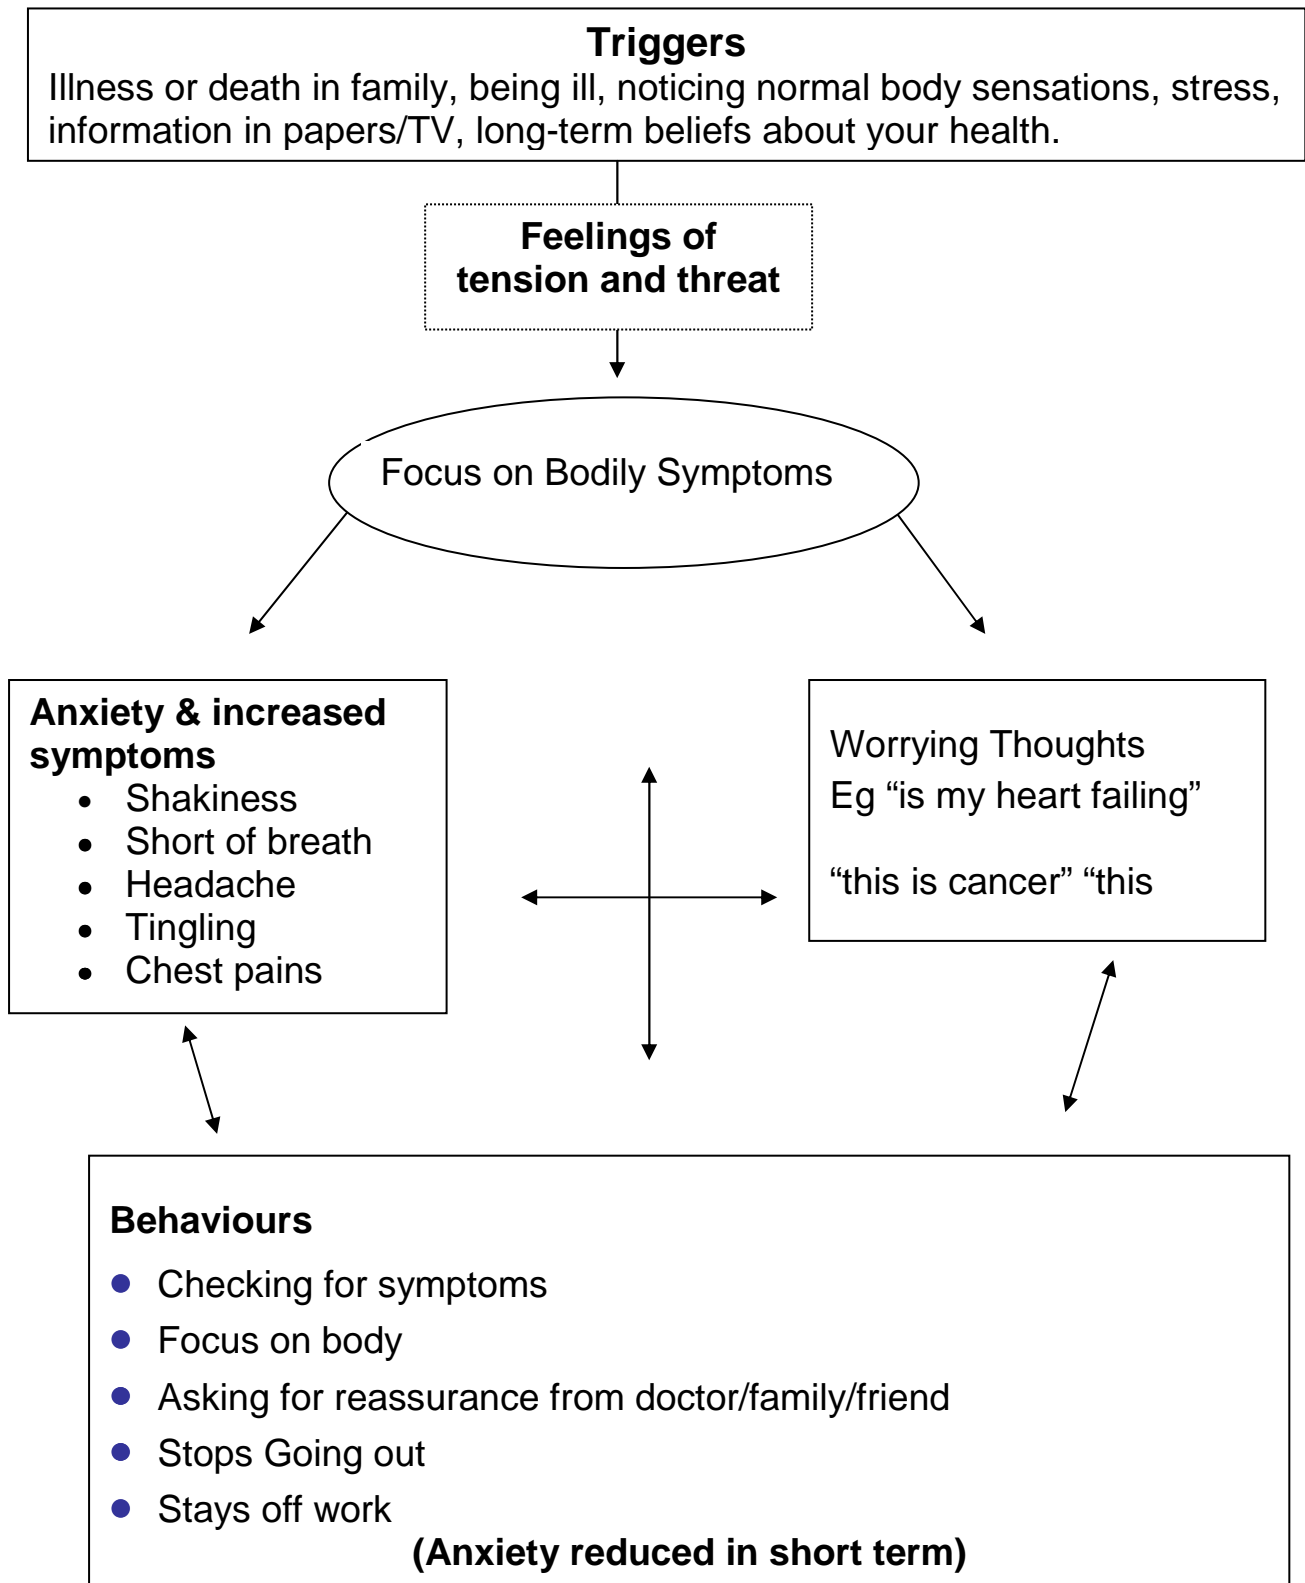 Triggers
Illness or death in family, being ill, noticing normal body sensations, stress,
information in papers/TV, long-term beliefs about your health.
Feelings of
tension and threat
Focus on Bodily Symptoms
Anxiety & increased
symptoms
• Shakiness
• Short of breath
• Headache
• Tingling
• Chest pains
Worrying Thoughts
Eg “is my heart failing”
“this is cancer” “this
Behaviours
• Checking for symptoms
• Focus on body
• Asking for reassurance from doctor/family/friend
• Stops Going out
• Stays off work
(Anxiety reduced in short term)